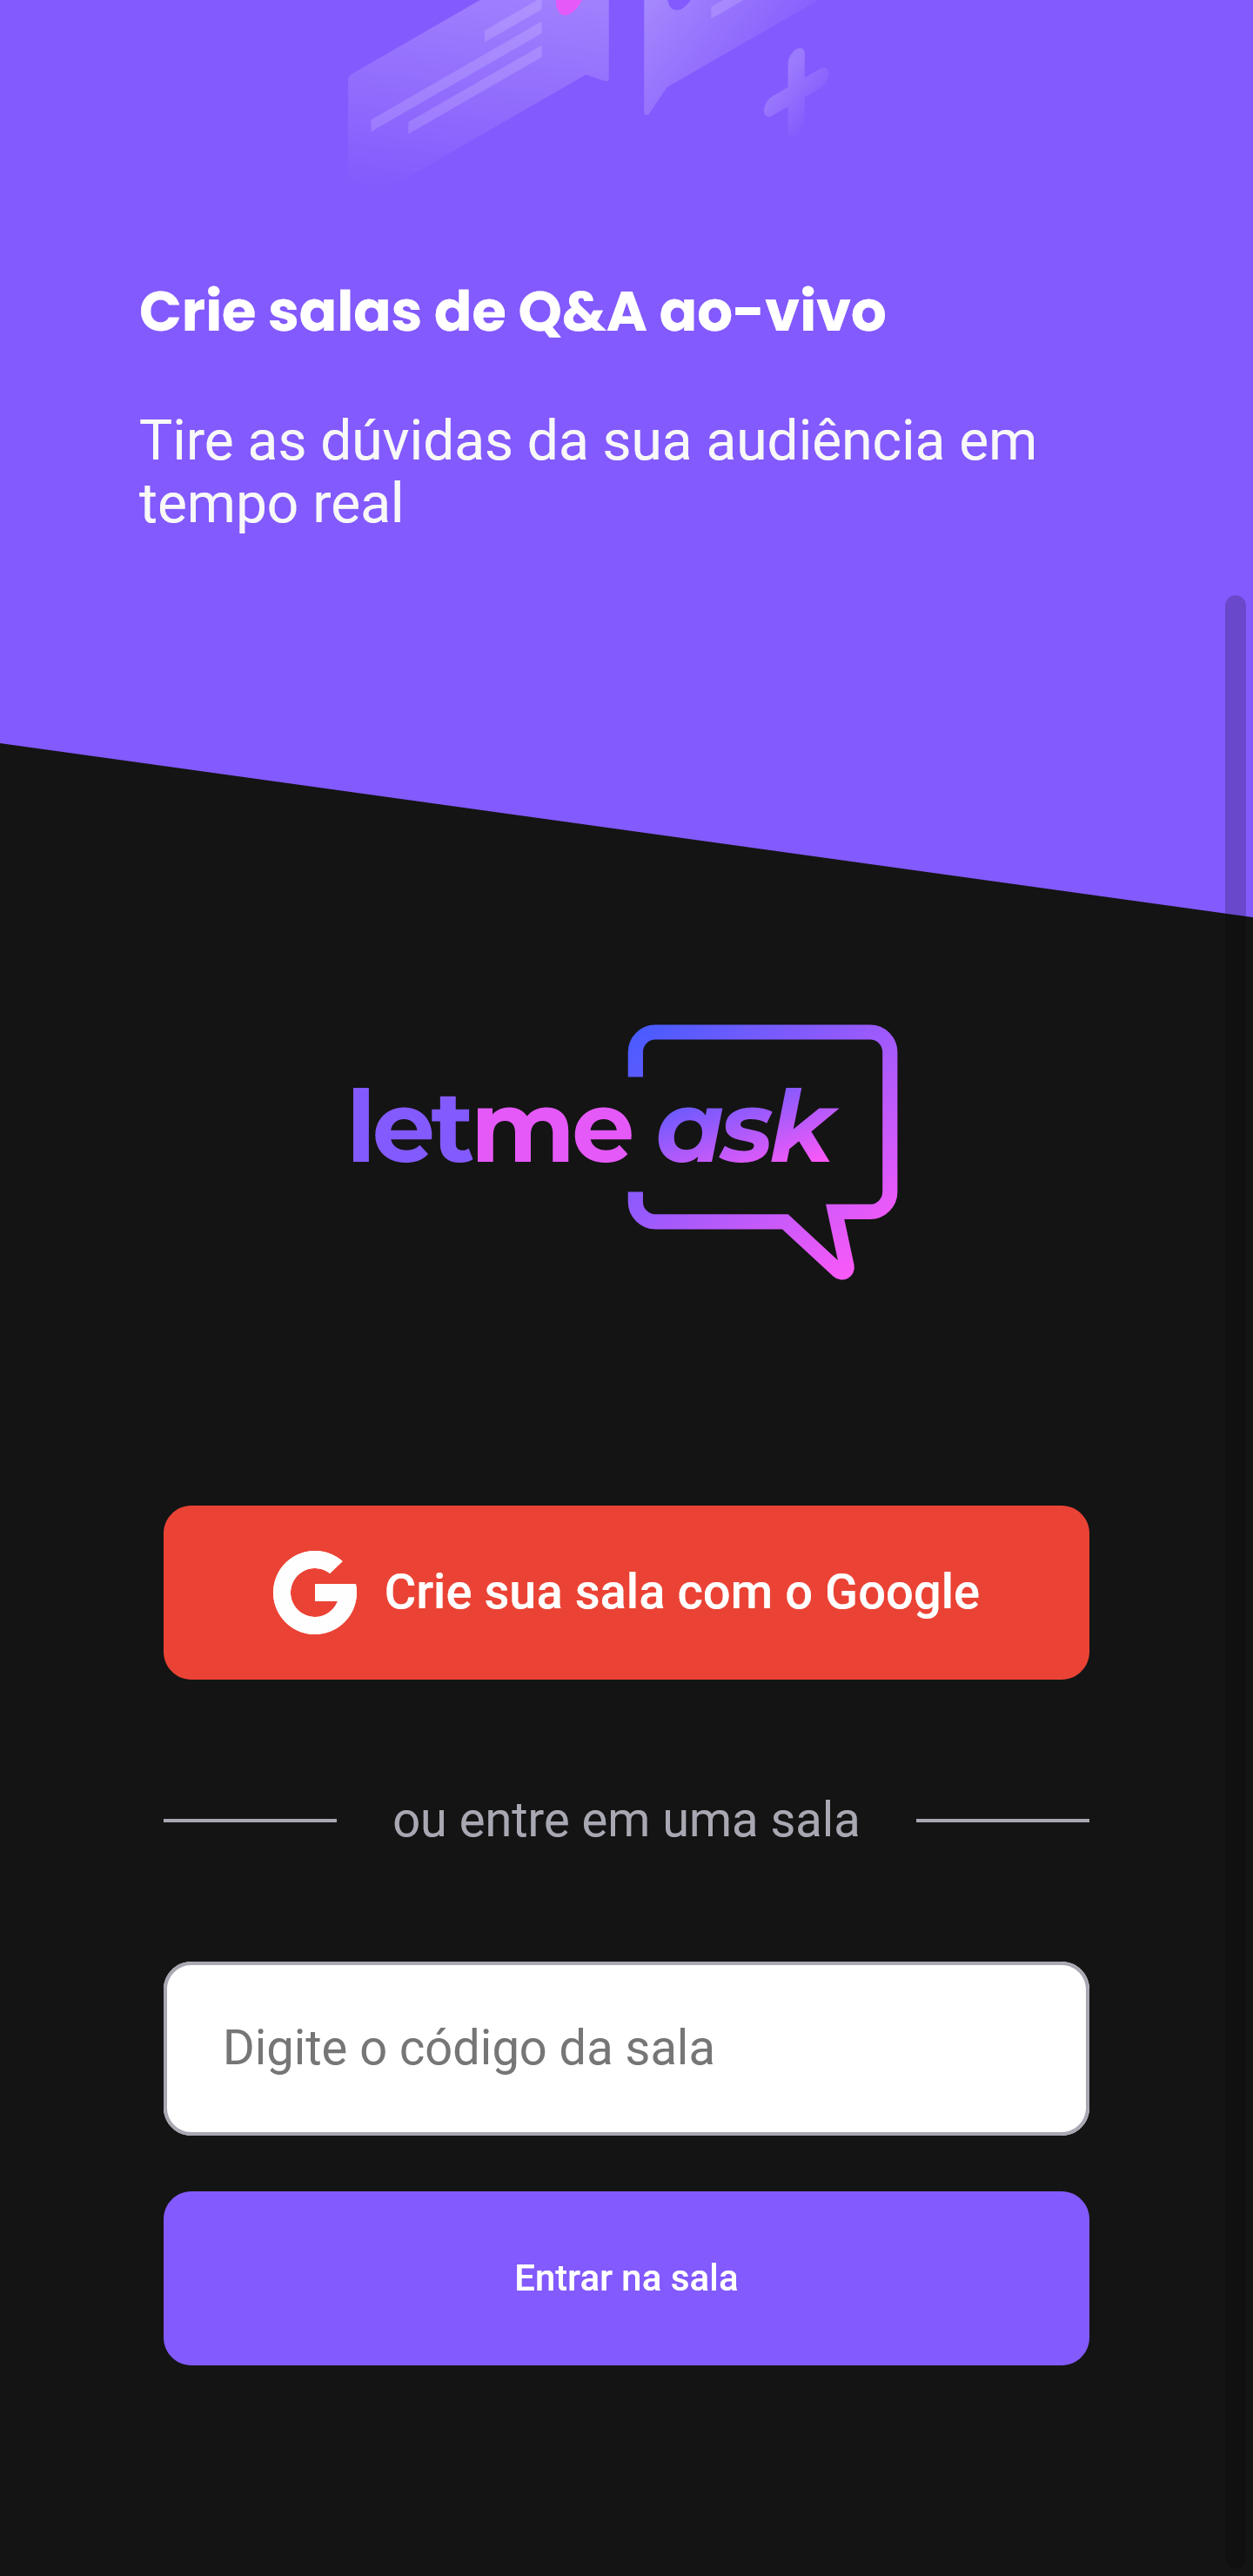 Crie salas de Q&A ao-vivo
Tire as dúvidas da sua audiência em
tempo real
letme ask
Crie sua sala com o Google
ou entre em uma sala
Digite o código da sala
Entrar na sala